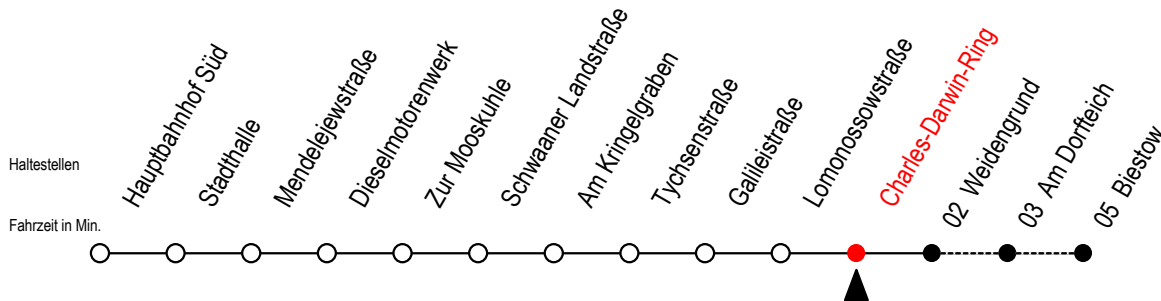 Hauptbahnhof Süd
Stadthalle
Mendelejewstraße
Dieselmotorenwerk
Zur Mooskuhle
Schwaaner Landstraße
Am Kringelgraben
Tychsenstraße
Galileistraße
Lomonossowstraße
Charles-Darwin-Ring
02 Weidengrund
03 Am Dorfteich
05 Biestow
Haltestellen
Fahrzeit in Min.